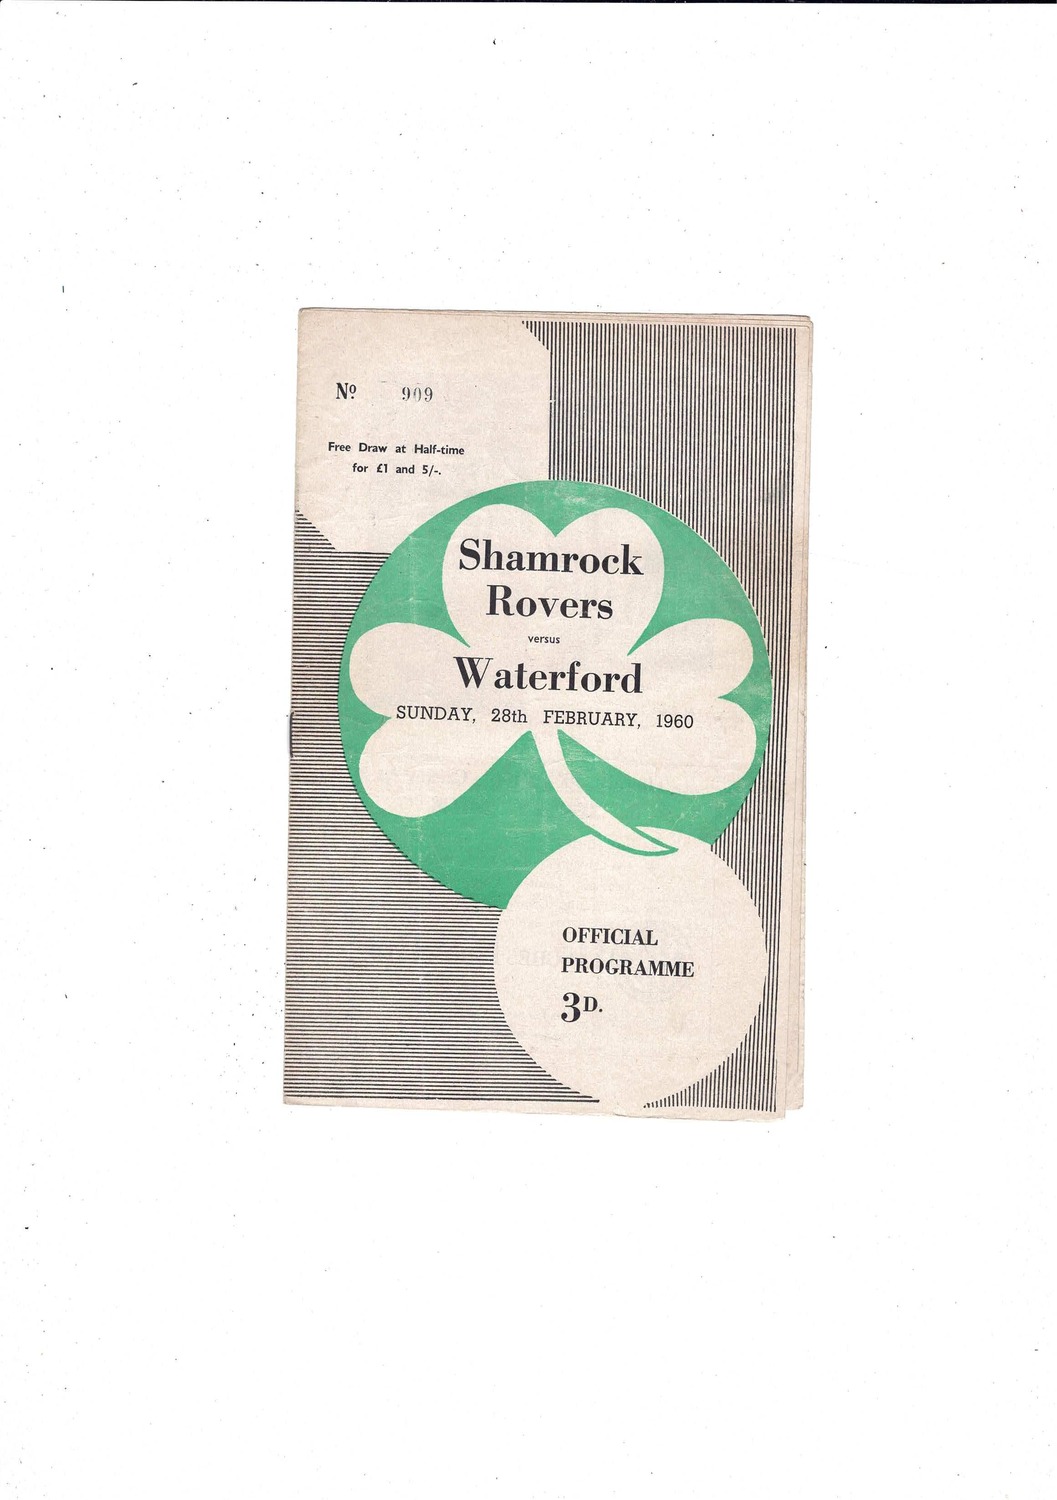 Nº 909
Free Draw at Half-time
for £1 and 5/-.
Shamrock
Rovers
versus
Waterford
SUNDAY, 28th FEBRUARY, 1960
OFFICIAL
PROGRAMME
3D.